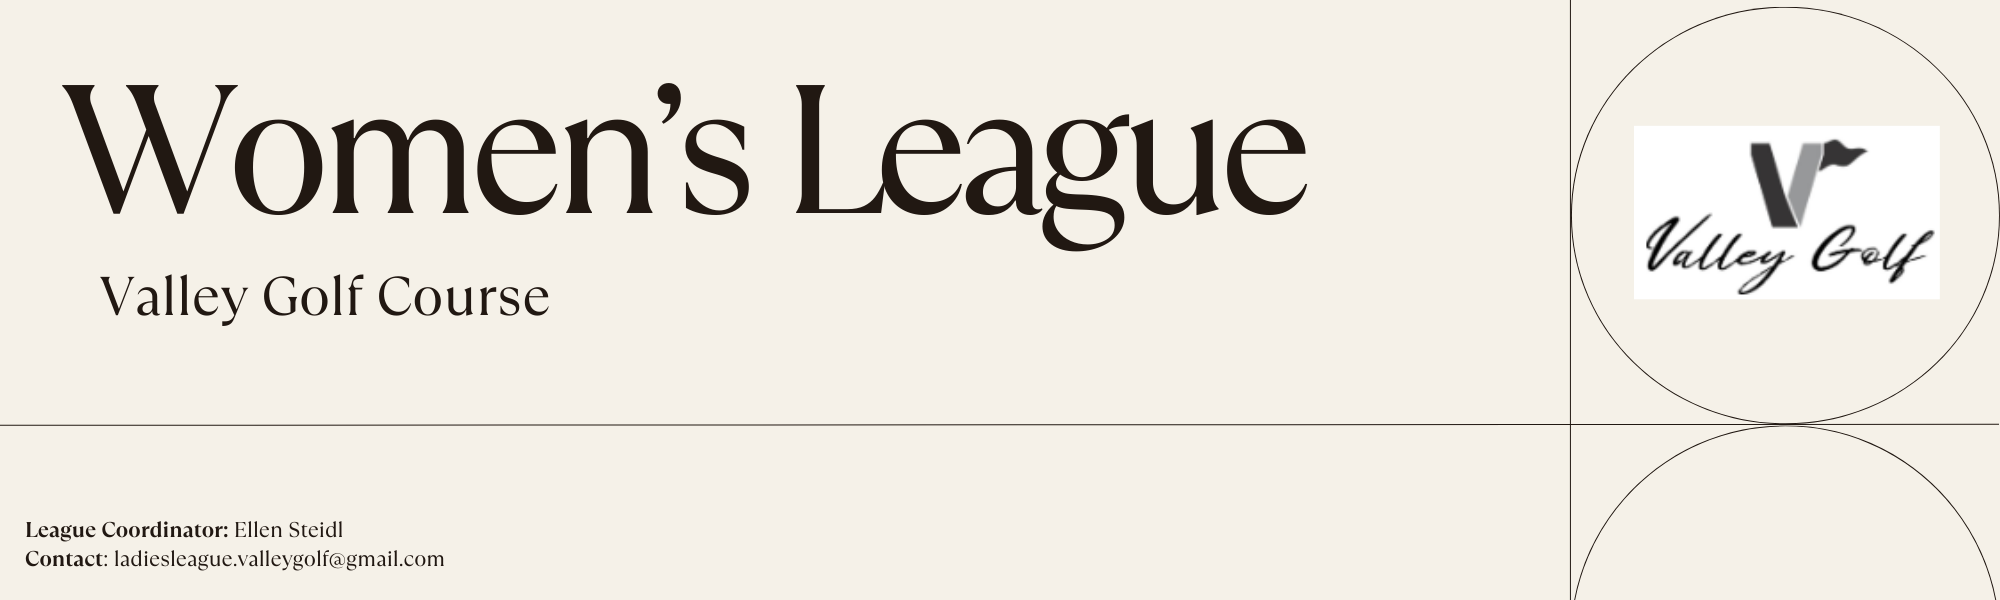 Women’s League
Valley Golf Course
V
Valley Golf
League Coordinator: Ellen Steidl
Contact: ladiesleague.valleygolf@gmail.com